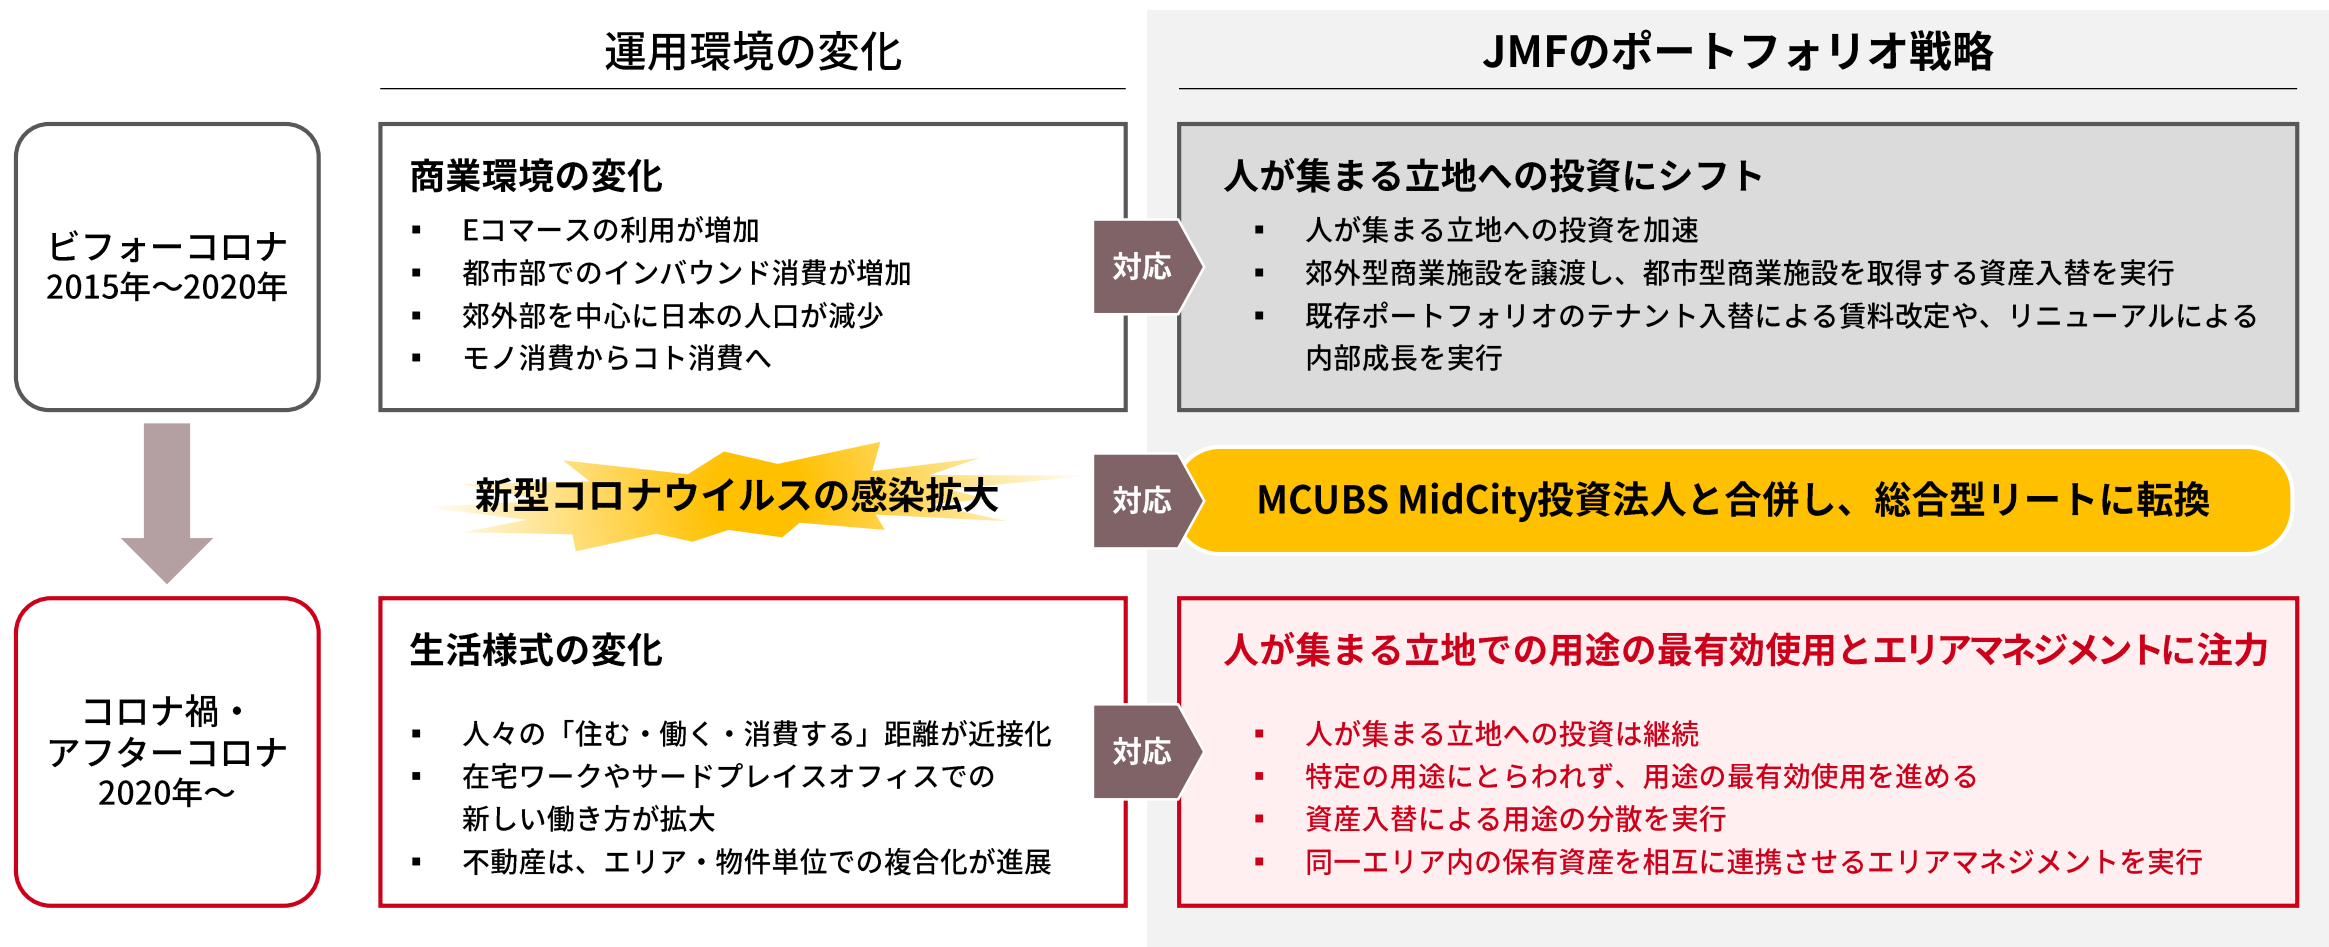 運用環境の変化
JMFのポートフォリオ戦略
ビフォーコロナ
2015年～2020年
商業環境の変化
▪ Eコマースの利用が増加
▪ 都市部でのインバウンド消費が増加
▪ 郊外部を中心に日本の人口が減少
▪ モノ消費からコト消費へ
対応
人が集まる立地への投資にシフト
▪ 人が集まる立地への投資を加速
▪ 郊外型商業施設を譲渡し、都市型商業施設を取得する資産入替を実行
▪ 既存ポートフォリオのテナント入替による賃料改定や、リニューアルによる
内部成長を実行
新型コロナウイルスの感染拡大
対応
MCUBS MidCity投資法人と合併し、総合型リートに転換
コロナ禍・
アフターコロナ
2020年～
生活様式の変化
▪ 人々の「住む・働く・消費する」距離が近接化
▪ 在宅ワークやサードプレイスオフィスでの
新しい働き方が拡大
▪ 不動産は、エリア・物件単位での複合化が進展
対応
人が集まる立地での用途の最有効使用とエリアマネジメントに注力
▪ 人が集まる立地への投資は継続
▪ 特定の用途にとらわれず、用途の最有効使用を進める
▪ 資産入替による用途の分散を実行
▪ 同一エリア内の保有資産を相互に連携させるエリアマネジメントを実行